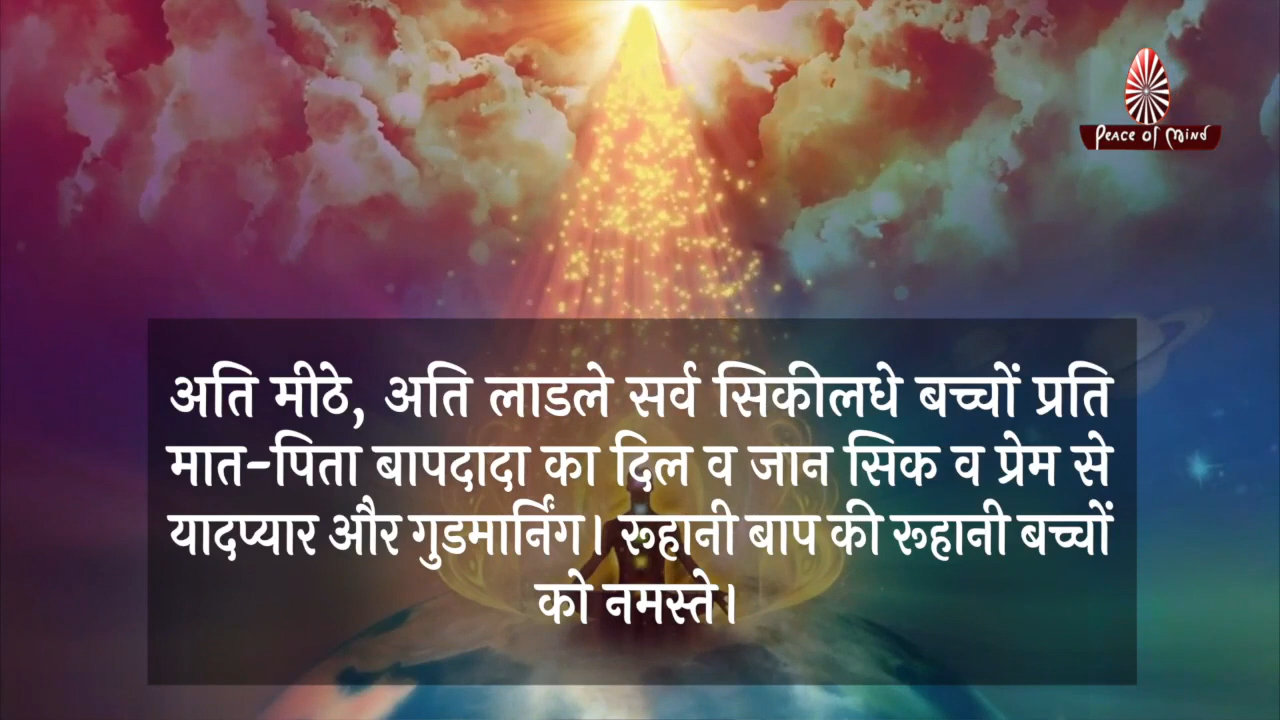 Peace of Mind
अति मीठे, अति लाडले सर्व सिकीलधे बच्चों प्रति
मात-पिता बापदादा का दिल व जान सिक व प्रेम से
यादप्यार और गुडमार्निंग। रूहानी बाप की रूहानी बच्चों
को नमस्ते।